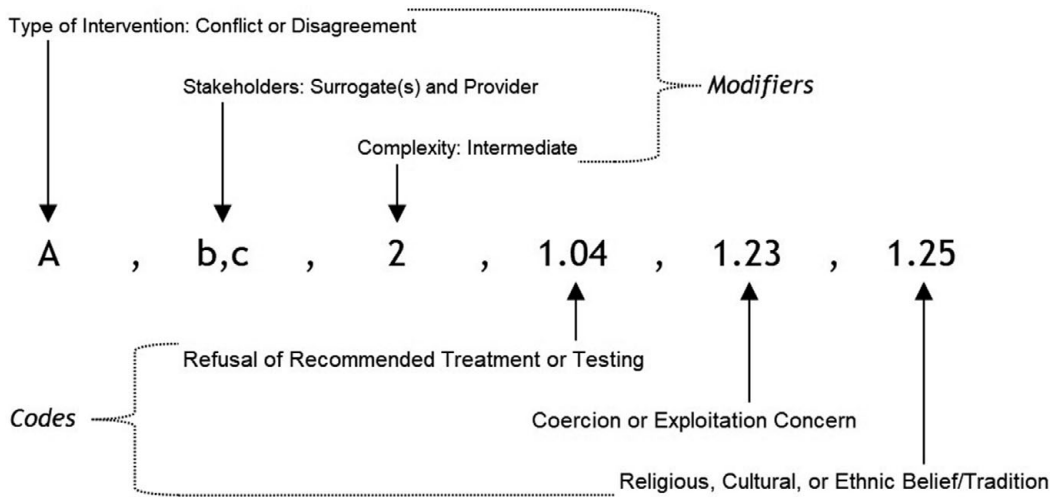 Type of Intervention: Conflict or Disagreement
Stakeholders: Surrogate(s) and Provider
Modifiers
Complexity: Intermediate
A , b,c , 2 , 1.04 , 1.23 , 1.25
Refusal of Recommended Treatment or Testing
Codes
Coercion or Exploitation Concern
Religious, Cultural, or Ethnic Belief/Tradition